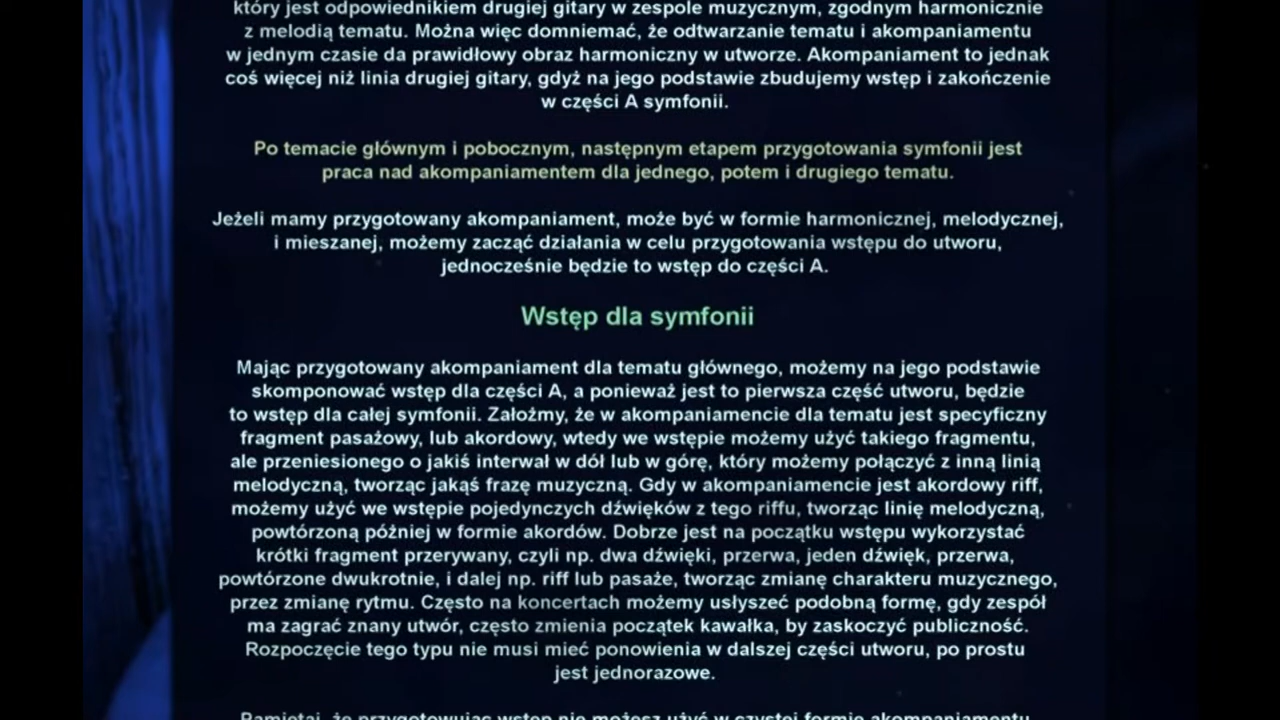 który jest odpowiednikiem drugiej gitary w zespole muzycznym, zgodnym harmonicznie
z melodią tematu. Można więc domniemać, że odtwarzanie tematu i akompaniamentu
w jednym czasie da prawidłowy obraz harmoniczny w utworze. Akompaniament to jednak
coś więcej niż linia drugiej gitary, gdyż na jego podstawie zbudujemy wstęp i zakończenie
w części A symfonii.
Po temacie głównym i pobocznym, następnym etapem przygotowania symfonii jest
praca nad akompaniamentem dla jednego, potem i drugiego tematu.
Jeżeli mamy przygotowany akompaniament, może być w formie harmonicznej, melodycznej,
i mieszanej, możemy zacząć działania w celu przygotowania wstępu do utworu,
jednocześnie będzie to wstęp do części A.
Wstęp dla symfonii
Mając przygotowany akompaniament dla tematu głównego, możemy na jego podstawie
skomponować wstęp dla części A, a ponieważ jest to pierwsza część utworu, będzie
to wstęp dla całej symfonii. Załóżmy, że w akompaniamencie dla tematu jest specyficzny
fragment pasażowy, lub akordowy, wtedy we wstępie możemy użyć takiego fragmentu,
ale przeniesionego o jakiś interwał w dół lub w górę, który możemy połączyć z inną linią
melodyczną, tworząc jakąś frazę muzyczną. Gdy w akompaniamencie jest akordowy riff,
możemy użyć we wstępie pojedynczych dźwięków z tego riffu, tworząc linię melodyczną,
powtórzoną później w formie akordów. Dobrze jest na początku wstępu wykorzystać
krótki fragment przerywany, czyli np. dwa dźwięki, przerwa, jeden dźwięk, przerwa,
powtórzone dwukrotnie, i dalej np. riff lub pasaże, tworząc zmianę charakteru muzycznego,
przez zmianę rytmu. Często na koncertach możemy usłyszeć podobną formę, gdy zespół
ma zagrać znany utwór, często zmienia początek kawałka, by zaskoczyć publiczność.
Rozpoczęcie tego typu nie musi mieć ponowienia w dalszej części utworu, po prostu
jest jednorazowe.
Pamiętaj, że przygotowując wstęp nie możesz użyć w czystej formie akompaniamentu